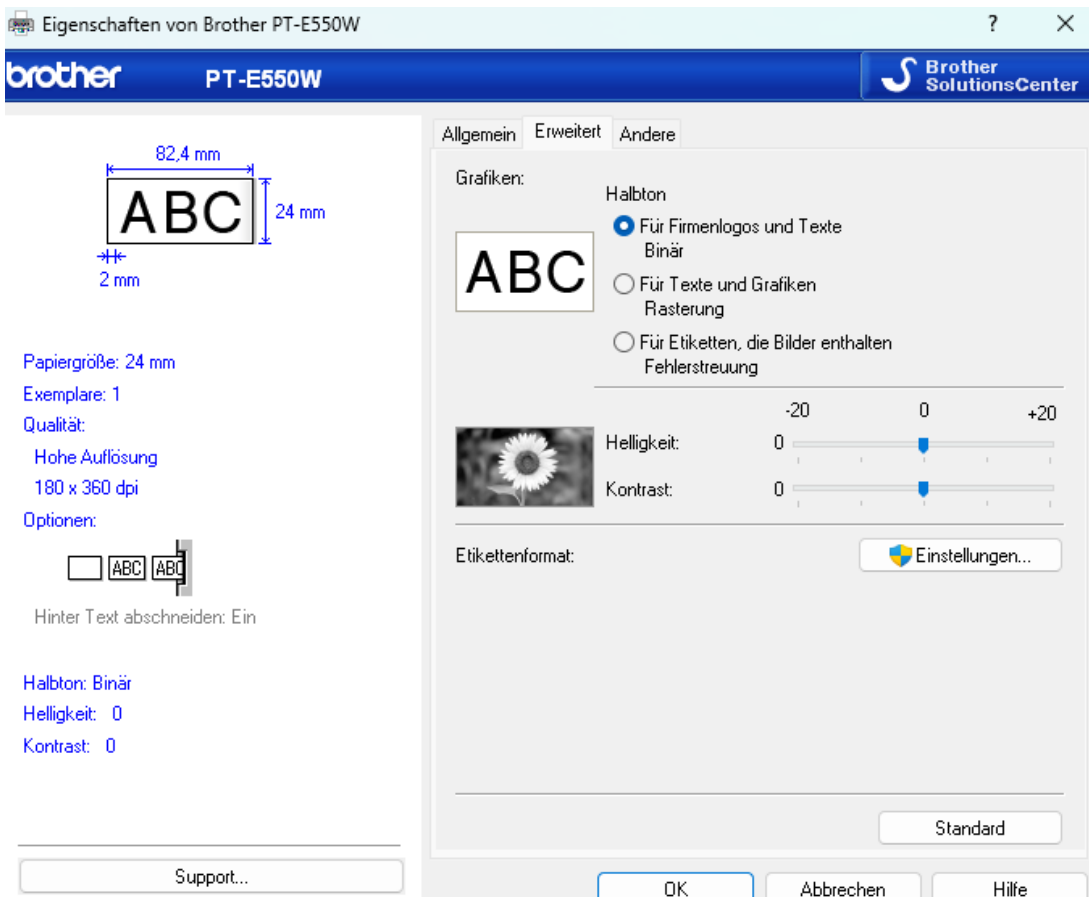 Eigenschaften von Brother PT-E550W
? ×
brother PT-E550W
Brother
SolutionsCenter
82,4 mm
ABC
24 mm
2 mm
Papiergröße: 24 mm
Exemplare: 1
Qualität:
Hohe Auflösung
180 x 360 dpi
Optionen:
ABC ABC
Hinter Text abschneiden: Ein
Halbton: Binär
Helligkeit: 0
Kontrast: 0
Support...
Allgemein Erweitert Andere
Grafiken:
ABC
Halbton
Für Firmenlogos und Texte
Binär
Für Texte und Grafiken
Rasterung
Für Etiketten, die Bilder enthalten
Fehlerstreuung
-20 0 +20
Helligkeit: 0
Kontrast: 0
Etikettenformat: Einstellungen...
Standard
OK Abbrechen Hilfe